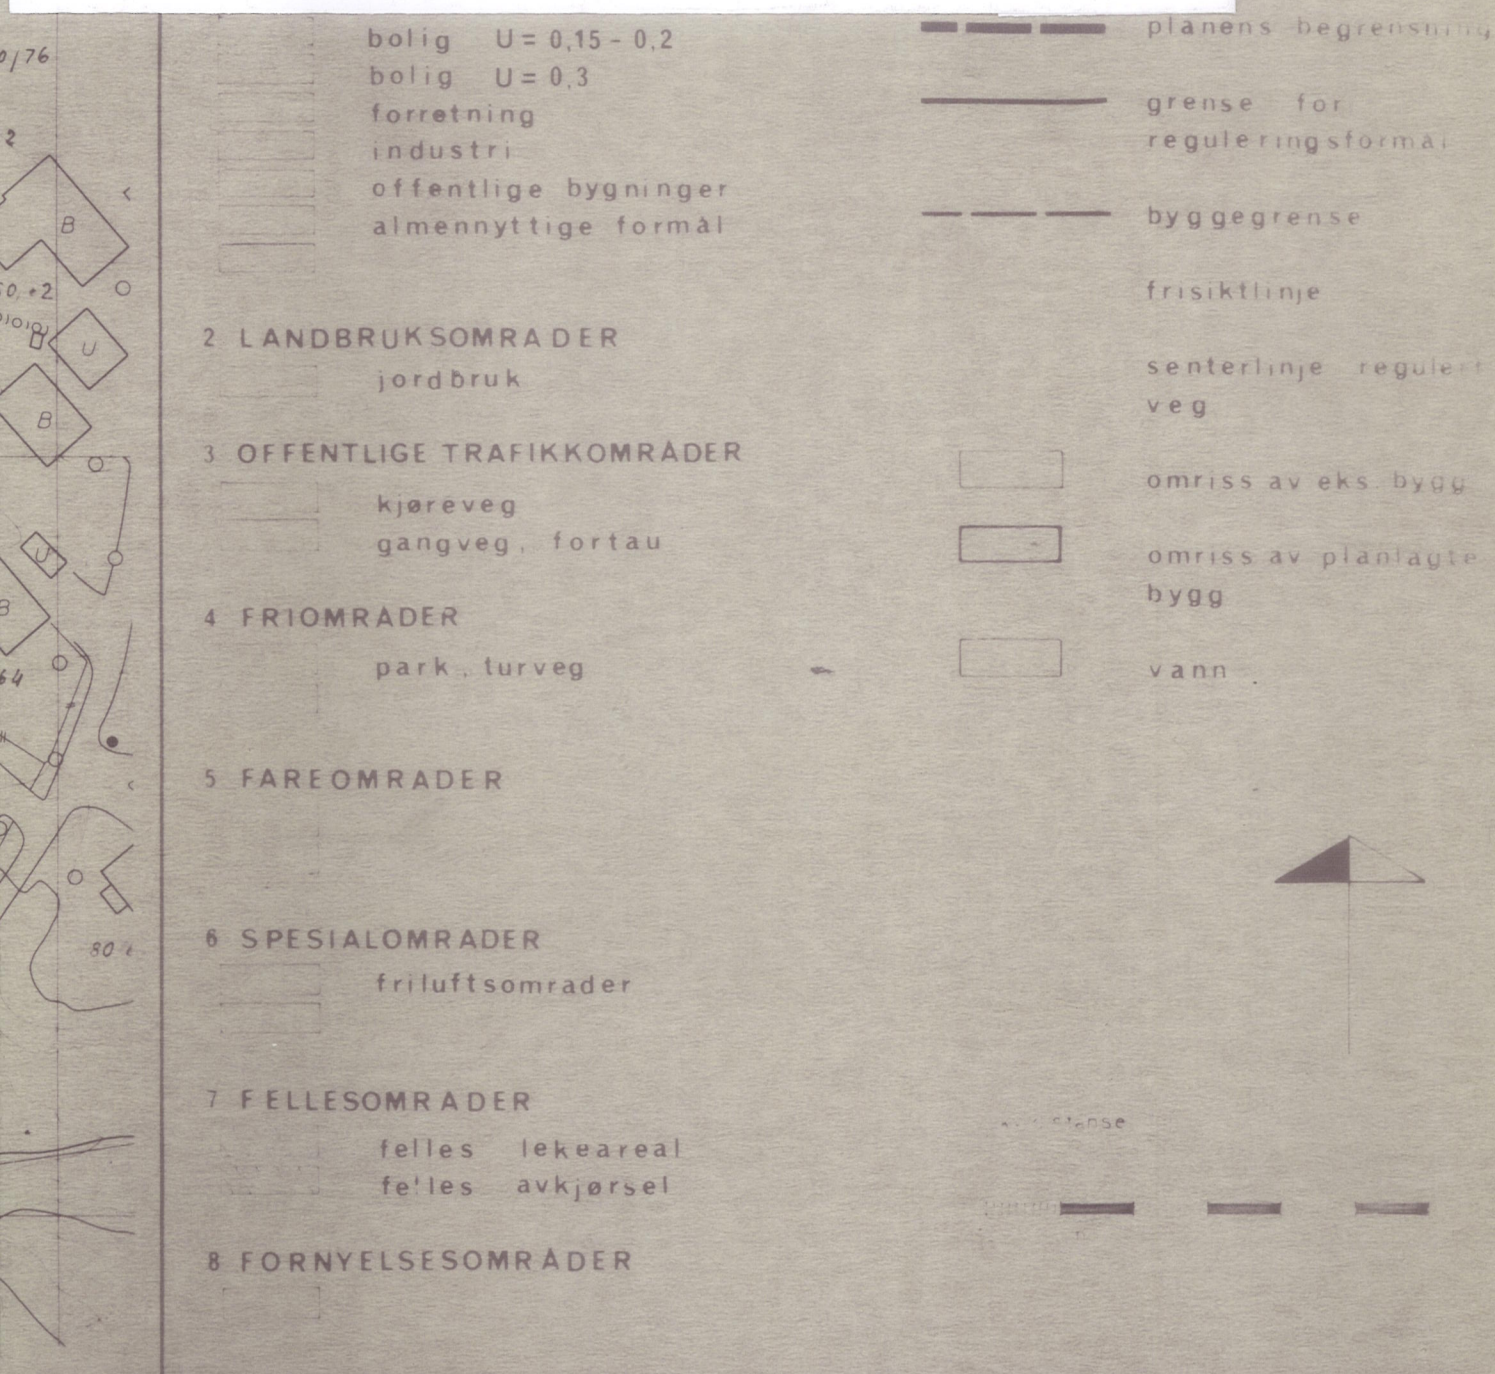 0/76
2
B
50,+2
U
B
U
B
64
80
bolig U = 0,15 - 0,2
bolig U = 0,3
forretning
industri
offentlige bygninger
almennyttige formål
2 LANDBRUKSOMRADER
jordbruk
3 OFFENTLIGE TRAFIKKOMRÅDER
kjøreveg
gangveg, fortau
4 FRIOMRÅDER
park, turveg
5 FAREOMRADER
6 SPESIALOMRADER
friluftsomrader
7 FELLESOMRADER
felles lekeareal
felles avkjørsel
8 FORNYELSESOMRÅDER
planens begrensning
grense for
reguleringsformål
byggegrense
frisiktlinje
senterlinje regulert
veg
omriss av eks. bygg
omriss av planlagte
bygg
vann